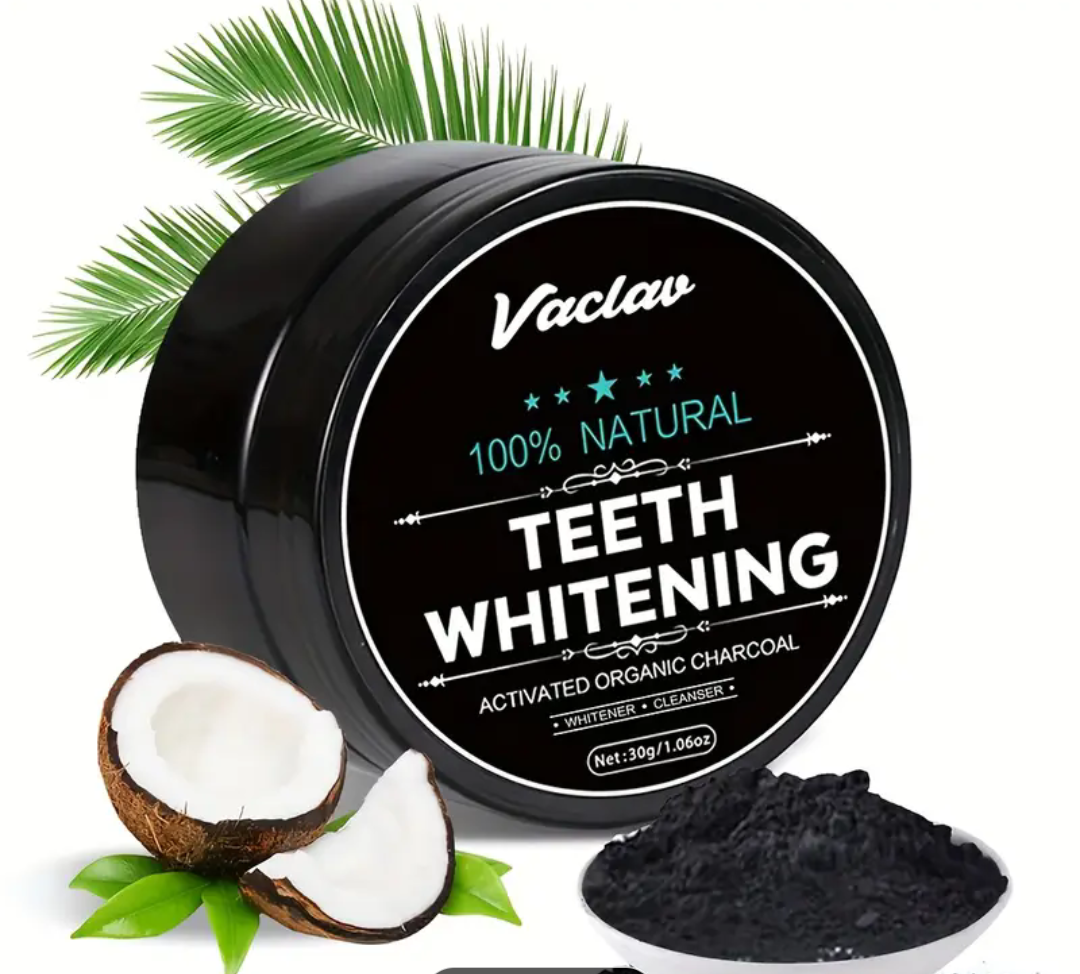 Vaclav
100% NATURAL
TEETH
WHITENING
ACTIVATED ORGANIC CHARCOAL
• WHITENER • CLEANSER •
Net:30g/1.06oz